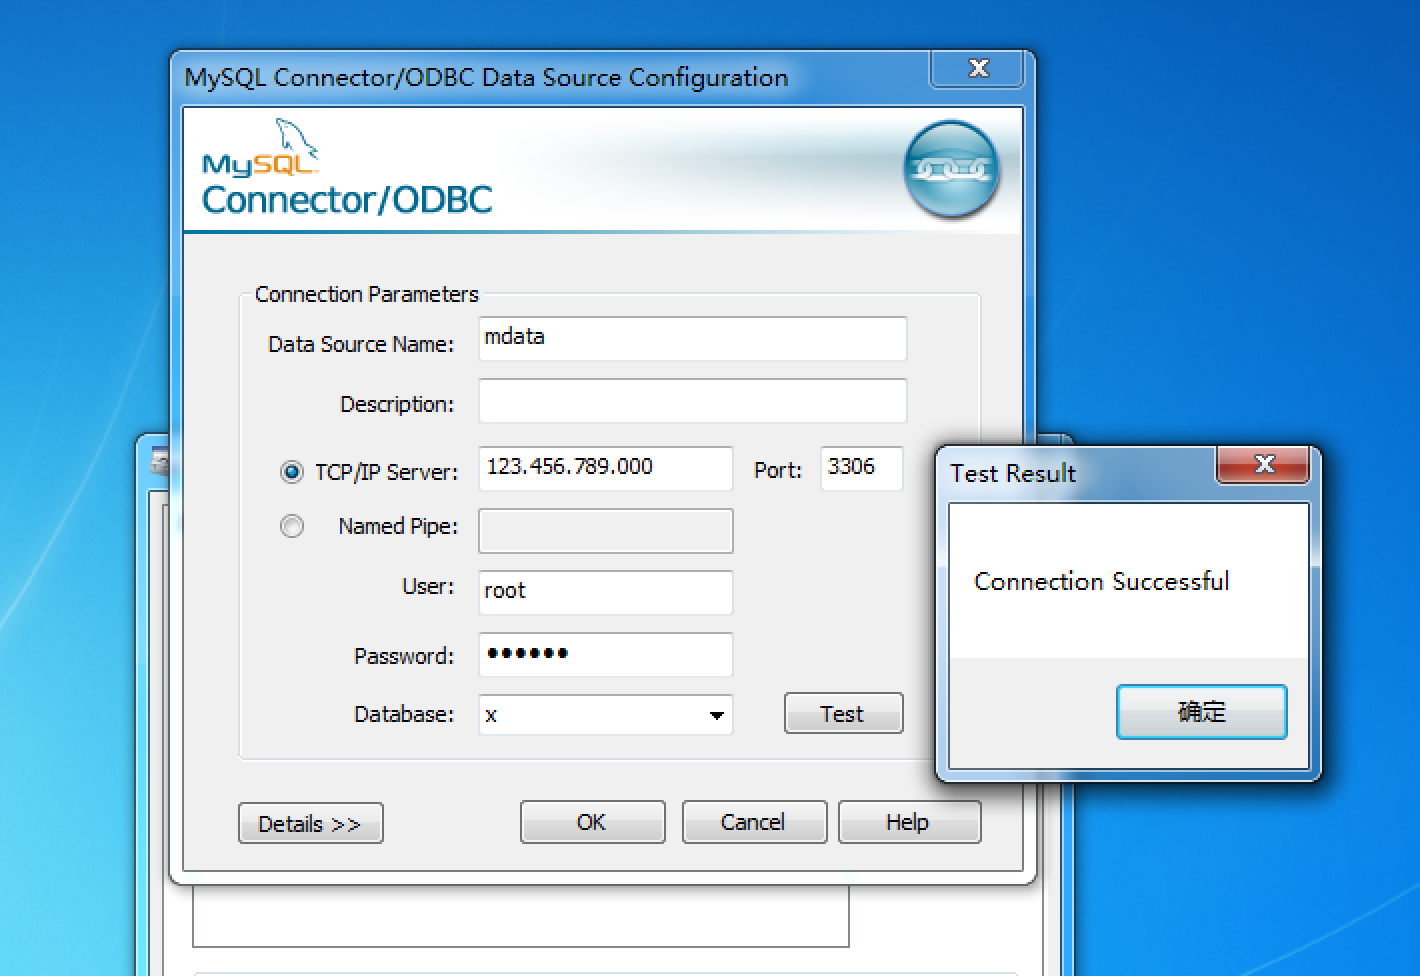 MySQL Connector/ODBC Data Source Configuration
X
MySQL
Connector/ODBC
Connection Parameters
Data Source Name: mdata
Description:
TCP/IP Server: 123.456.789.000 Port: 3306
Named Pipe:
User: root
Password: ••••••
Database: x Test
Details >> OK Cancel Help
Test Result X
Connection Successful
确定